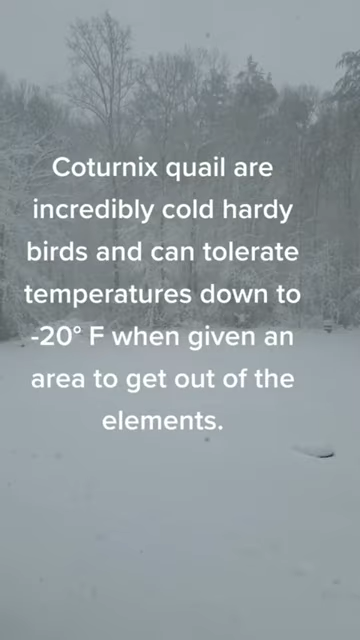 Coturnix quail are
incredibly cold hardy
birds and can tolerate
temperatures down to
-20° F when given an
area to get out of the
elements.